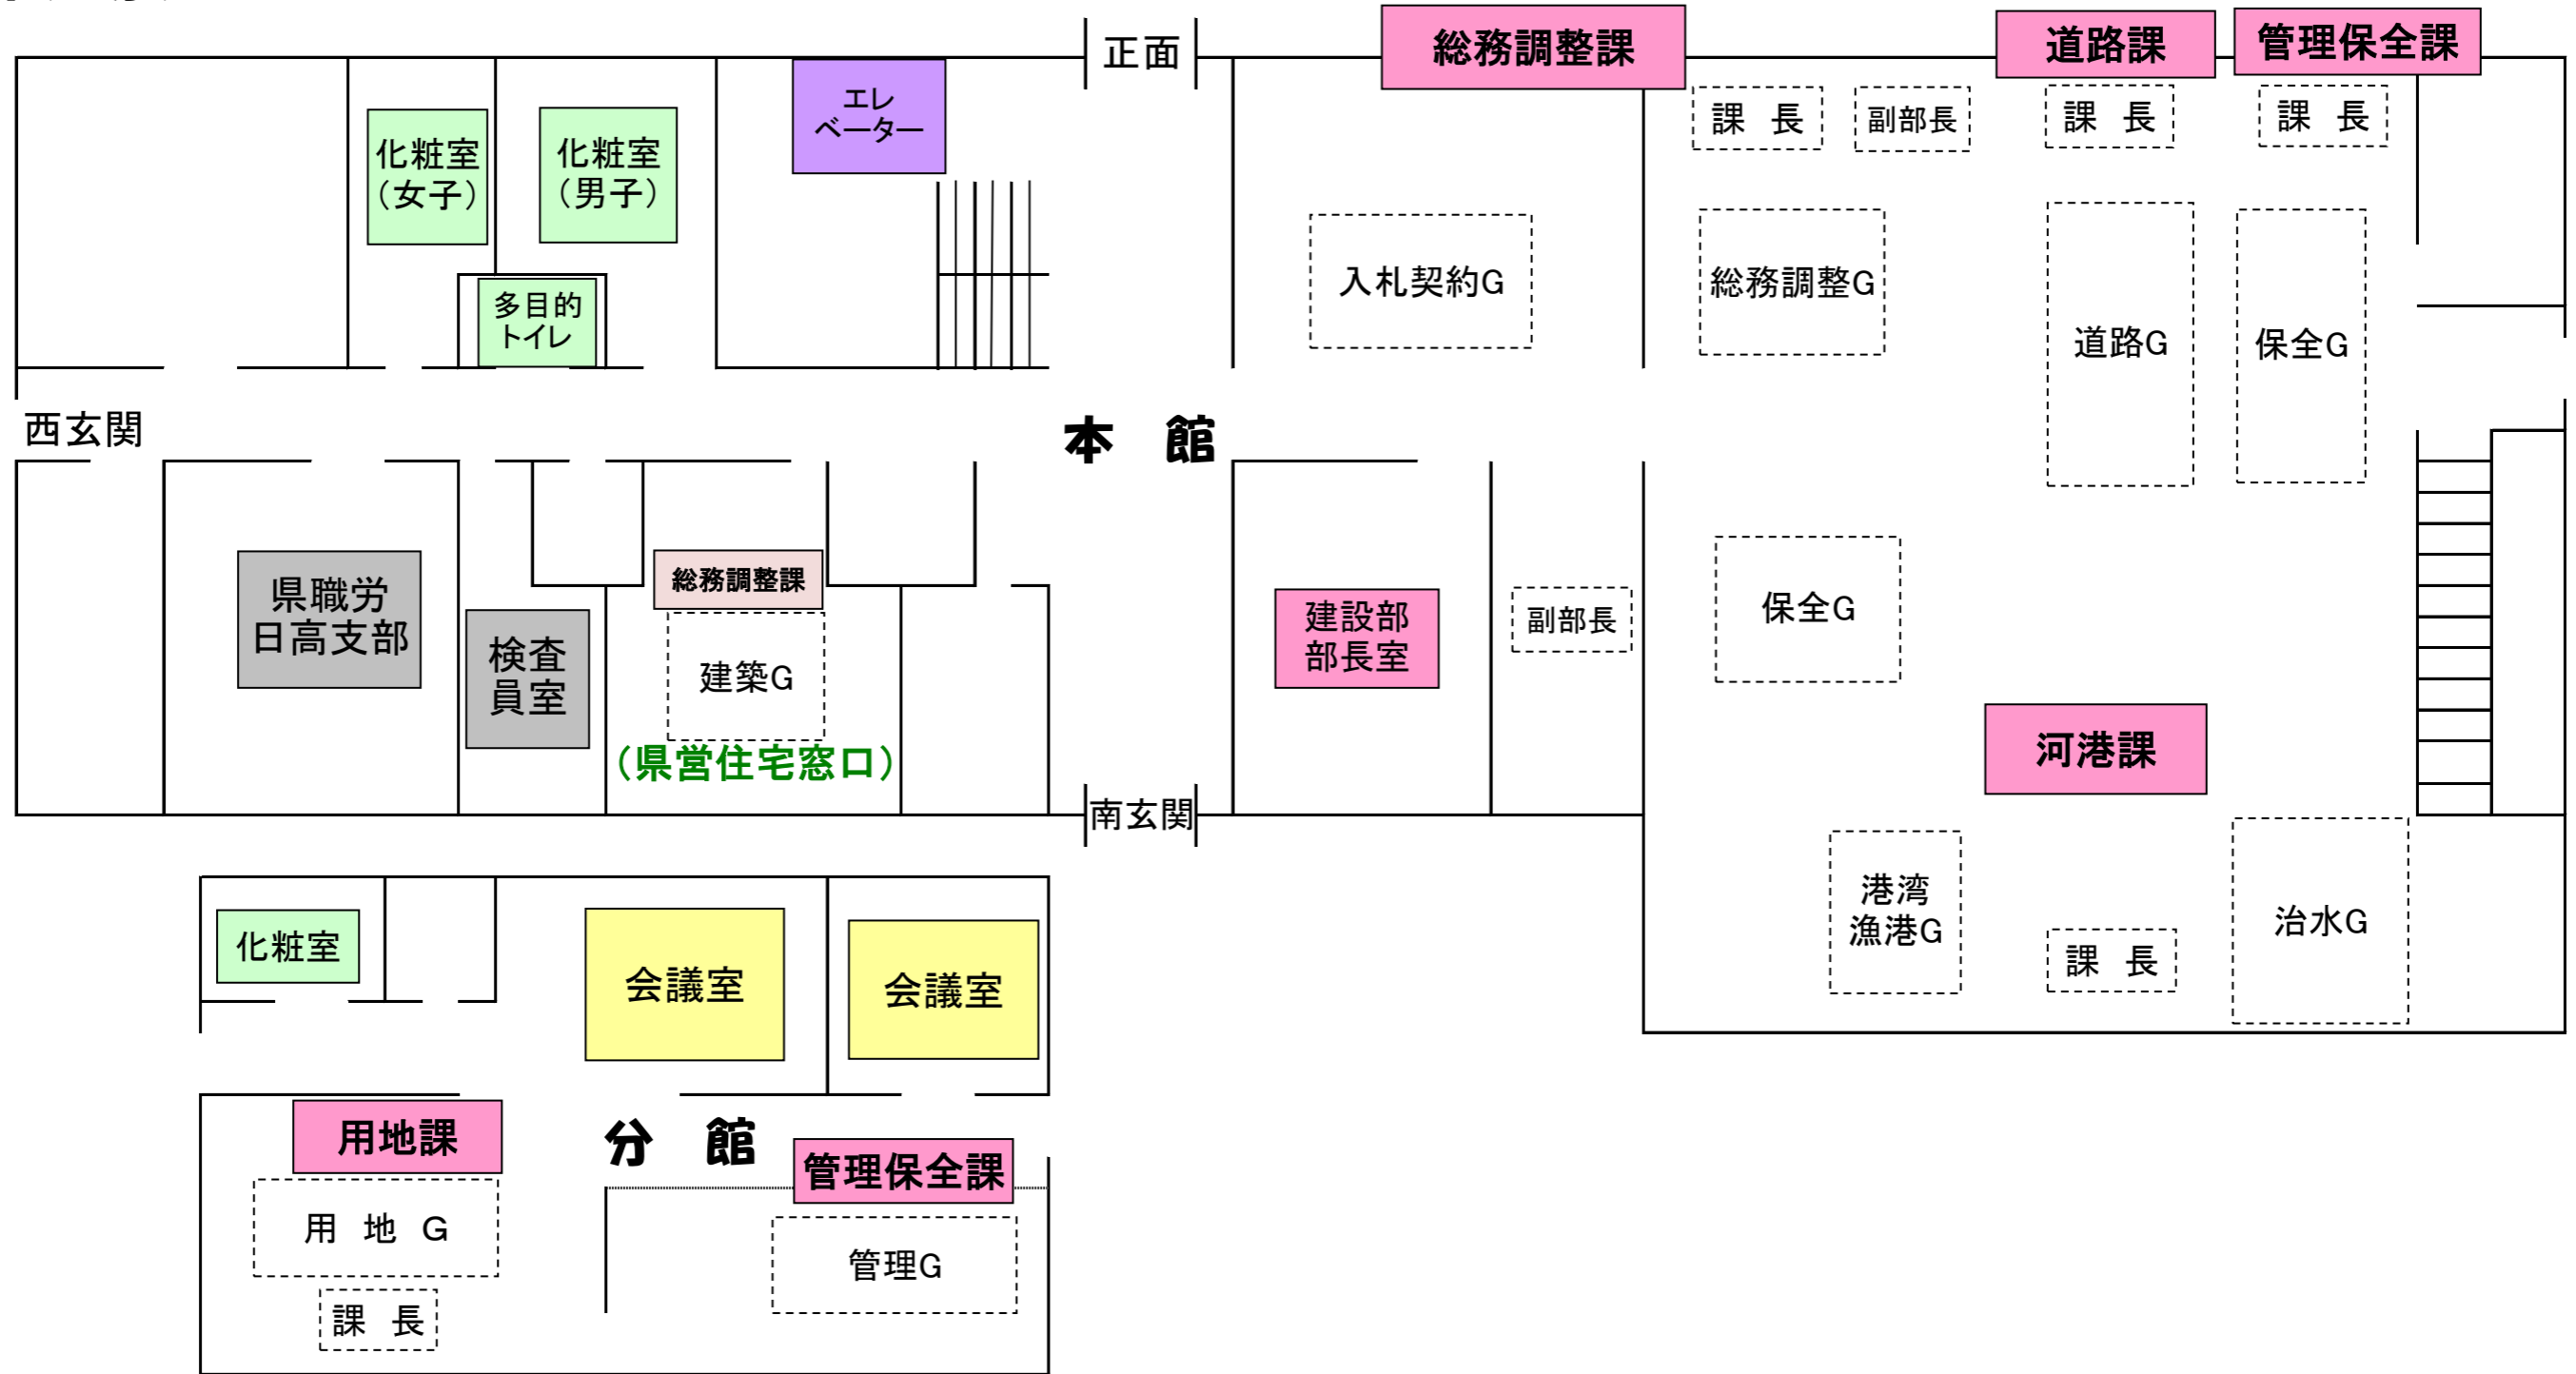 正面
総務調整課
道路課
管理保全課
エレ
ベーター
化粧室
（女子）
化粧室
（男子）
多目的
トイレ
課　長
副部長
課　長
課　長
入札契約G
総務調整G
道路G
保全G
西玄関
本　館
県職労
日高支部
検査
員室
総務調整課
建築G
（県営住宅窓口）
建設部
部長室
副部長
保全G
河港課
南玄関
港湾
漁港G
課　長
治水G
化粧室
会議室
会議室
用地課
分　館
管理保全課
用　地　G
課　長
管理G